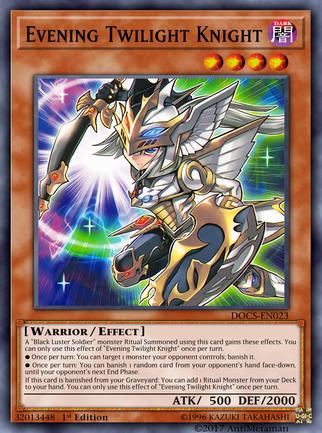 EVENING TWILIGHT KNIGHT
DARK
闇
DOCS-EN023
[WARRIOR / EFFECT]
A "Black Luster Soldier" monster Ritual Summoned using this card gains these effects. You
can only use this effect of "Evening Twilight Knight" once per turn.
● Once per turn: You can target 1 monster your opponent controls; banish it.
● Once per turn: You can banish 1 random card from your opponent's hand face-down,
until your opponent's next End Phase.
If this card is banished from your Graveyard: You can add 1 Ritual Monster from your Deck
to your hand. You can only use this effect of "Evening Twilight Knight" once per turn.
ATK/ 500 DEF/2000
32013448 1st Edition ©1996 KAZUKI TAKAHASHI
©2017 AntiMetaman